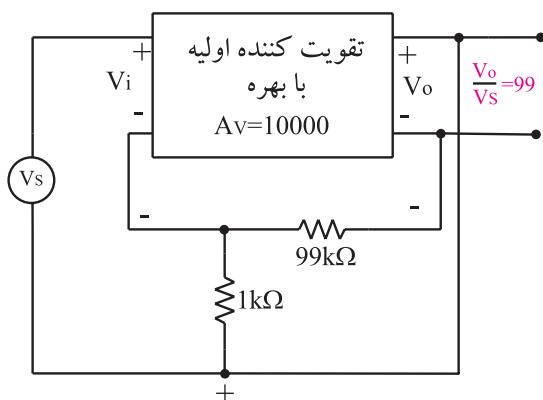 +
تقویت کننده اولیه
+
Vi
با بهره
Vo
Vo
VS =99
-
AV=10000
-
VS
-
-
99kΩ
1kΩ
+